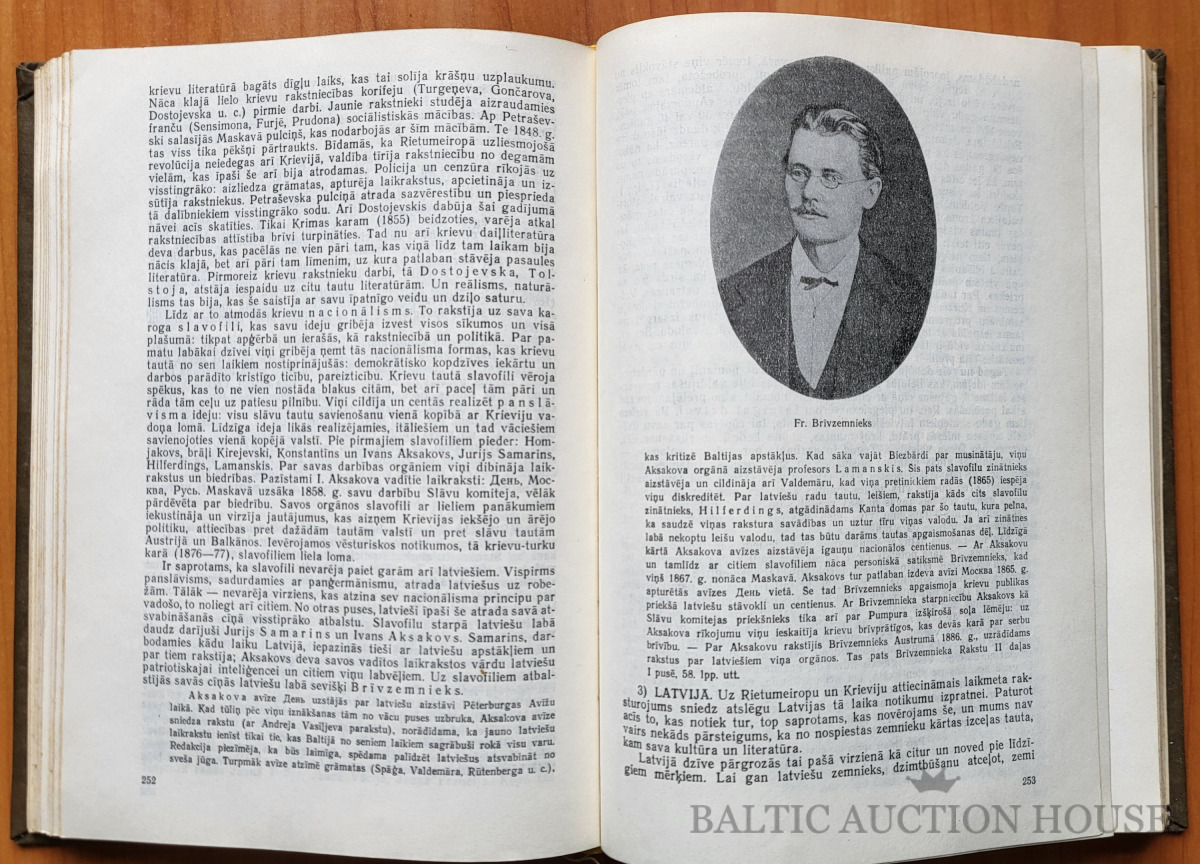 krievu literatūrā bagāts dīgļu laiks, kas tai solīja krāšņu uzplaukumu.
Nāca klajā lielo krievu rakstniecības korifeju (Turgeņeva, Gončarova,
Dostojevska u. c.) pirmie darbi. Jaunie rakstnieki studēja aizraudamies
franču (Sensimona, Furjē, Prudona) sociālistiskās mācības. Ap Petrašev-
ski salasījās Maskavā pulciņš, kas nodarbojās ar šīm mācībām. Te 1848. g.
tas viss tika pēkšņi pārtraukts. Bīdamās, ka Rietumeiropā uzliesmojošā
revolūcija neiedegas arī Krievijā, valdība tīrīja rakstniecību no degamām
vielām, kas īpaši še arī bija atrodamas. Policija un cenzūra rīkojās uz
visstingrāko: aizliedza grāmatas, apturēja laikrakstus, apcietināja un iz-
sūtīja rakstniekus. Petraševska pulciņā atrada sazvērestību un piesprieda
tā dalībniekiem visstingrāko sodu. Arī Dostojevskis dabūja šai gadījumā
nāvei acīs skatīties. Tikai Krimas karam (1855) beidzoties, varēja atkal
rakstniecības attīstība brīvi turpināties. Tad nu arī krievu daiļliteratūra
deva darbus, kas pacēlās ne vien pāri tam, kas viņā līdz tam laikam bija
nācis klajā, bet arī pāri tam līmenim, uz kura patlaban stāvēja pasaules
literatūra. Pirmoreiz krievu rakstnieku darbi, tā Dostojevska, Tol-
stoja, atstāja iespaidu uz citu tautu literatūrām. Un reālisms, naturā-
lisms tas bija, kas še saistīja ar savu īpatnīgo veidu un dziļo saturu.
Līdz ar to atmodās krievu nacionālisms. To rakstīja uz sava ka-
roga slavofili, kas savu ideju gribēja izvest visos sīkumos un visā
plašumā: tikpat apģērbā un ierašās, kā rakstniecībā un politikā. Par pa-
matu labākai dzīvei viņi gribēja ņemt tās nacionālisma formas, kas krievu
tautā no sen laikiem nostiprinājušās: demokrātisko kopdzīves iekārtu un
darbos parādīto kristīgo ticību, pareizticību. Krievu tautā slavofili vēroja
spēkus, kas to ne vien nostāda blakus citām, bet arī paceļ tām pāri un
rāda tām ceļu uz patiesu pilnību. Viņi cildīja un centās realizēt panslā-
visma ideju: visu slāvu tautu savienošanu vienā kopībā ar Krieviju va-
doņa lomā. Līdzīga ideja likās realizējamies, itāliešiem un tad vāciešiem
savienojoties vienā kopējā valstī. Pie pirmajiem slavofiliem pieder: Hom-
jakovs, brāļi Kirejevski, Konstantīns un Ivans Aksakovs, Jurijs Samarins,
Hilferdings, Lamanskis. Par savas darbības orgāniem viņi dibināja laik-
rakstus un biedrības. Pazīstami I. Aksakova vadītie laikraksti: День, Мос-
ква, Русь. Maskavā uzsāka 1858. g. savu darbību Slāvu komiteja, vēlāk
pārdēvēta par biedrību. Savos orgānos slavofili ar lieliem panākumiem
iekustināja un virzīja jautājumus, kas aizņem Krievijas iekšējo un ārējo
politiku, attiecības pret dažādām tautām valstī un pret slāvu tautām
Austrijā un Balkānos. Ievērojamos vēsturiskos notikumos, tā krievu-turku
karā (1876—77), slavofiliem liela loma.
Ir saprotams, ka slavofili nevarēja paiet garām arī latviešiem. Vispirms
panslāvisms, sadurdamies ar panģermānismu, atrada latviešus uz robe-
žām. Tālāk — nevarēja virziens, kas atzina sev nacionālisma principu par
vadošo, to noliegt arī citiem. No otras puses, latvieši īpaši še atrada savā at-
svabināšanās cīņā visstiprāko atbalstu. Slavofilu starpā latviešu labā
daudz darījuši Jurijs Samarins un Ivans Aksakovs. Samarins, dar-
bodamies kādu laiku Latvijā, iepazinās tieši ar latviešu apstākļiem un
par tiem rakstīja; Aksakovs deva savos vadītos laikrakstos vārdu latviešu
patriotiskajai inteliģencei un citiem viņu labvēļiem. Uz slavofiliem atbal-
stījās savās cīņās latviešu labā sevišķi Brīvzemnieks.
Aksakova avīze День uzstājās par latviešu aizstāvi Pēterburgas Avīžu
laikā. Kad tūliņ pēc viņu iznākšanas tām no vācu puses uzbruka, Aksakova avīze
sniedza rakstu (ar Andreja Vasiļjeva parakstu), norādīdama, ka jauno latviešu
laikrakstu ienīst tikai tie, kas Baltijā no seniem laikiem sagrābuši rokā visu varu.
Redakcija piezīmēja, ka būs laimīga, spēdama palīdzēt latviešus atsvabināt no
sveša jūga. Turpmāk avīze atzīmē grāmatas (Spāģa, Valdemāra, Rūtenberga u. c.),
252
Fr. Brīvzemnieks
kas kritizē Baltijas apstākļus. Kad sāka vajāt Biezbārdi par musinātāju, viņu
Aksakova orgānā aizstāvēja profesors Lamanskis. Šis pats slavofilu zinātnieks
aizstāvēja un cildināja arī Valdemāru, kad viņa pretiniekiem radās (1865) iespēja
viņu diskreditēt. Par latviešu radu tautu, leišiem, rakstīja kāds cits slavofilu
zinātnieks, Hilferdings, atgādinādams Kanta domas par šo tautu, kura pelna,
ka saudzē viņas rakstura savādības un uztur tīru viņas valodu. Ja arī zinātnes
labā nekoptu leišu valodu, tad tas būtu darāms tautas apgaismošanas dēļ. Līdzīgā
kārtā Aksakova avīzes aizstāvēja igauņu nacionālos centienus. — Ar Aksakovu
un tamlīdz ar citiem slavofiliem nāca personiskā satiksmē Brīvzemnieks, kad
viņš 1867. g. nonāca Maskavā. Aksakovs tur patlaban izdeva avīzi Москва 1865. g.
apturētās avīzes День vietā. Še tad Brīvzemnieks apgaismoja krievu publikas
priekšā latviešu stāvokli un centienus. Ar Brīvzemnieka starpniecību Aksakovs kā
Slāvu komitejas priekšnieks tika arī par Pumpura izšķirošā soļa lēmēju: uz
Aksakova rīkojumu viņu ieskaitīja krievu brīvprātīgos, kas devās karā par serbu
brīvību. — Par Aksakovu rakstījis Brīvzemnieks Austrumā 1886. g., uzrādīdams
rakstus par latviešiem viņa orgānos. Tas pats Brīvzemnieka Rakstu II daļas
I pusē, 58. lpp. utt.
3) LATVIJA. Uz Rietumeiropu un Krieviju attiecināmais laikmeta rak-
sturojums sniedz atslēgu Latvijas tā laika notikumu izpratnei. Paturot
acīs to, kas notiek tur, top saprotams, kas novērojams še, un mums nav
vairs nekāds pārsteigums, ka no nospiestas zemnieku kārtas izceļas tauta,
kam sava kultūra un literatūra.
Latvijā dzīve pārgrozās tai pašā virzienā kā citur un noved pie līdzī-
giem mērķiem. Lai gan latviešu zemnieks, dzimtbūšanu atceļot, zemi
253
BALTIC AUCTION HOUSE